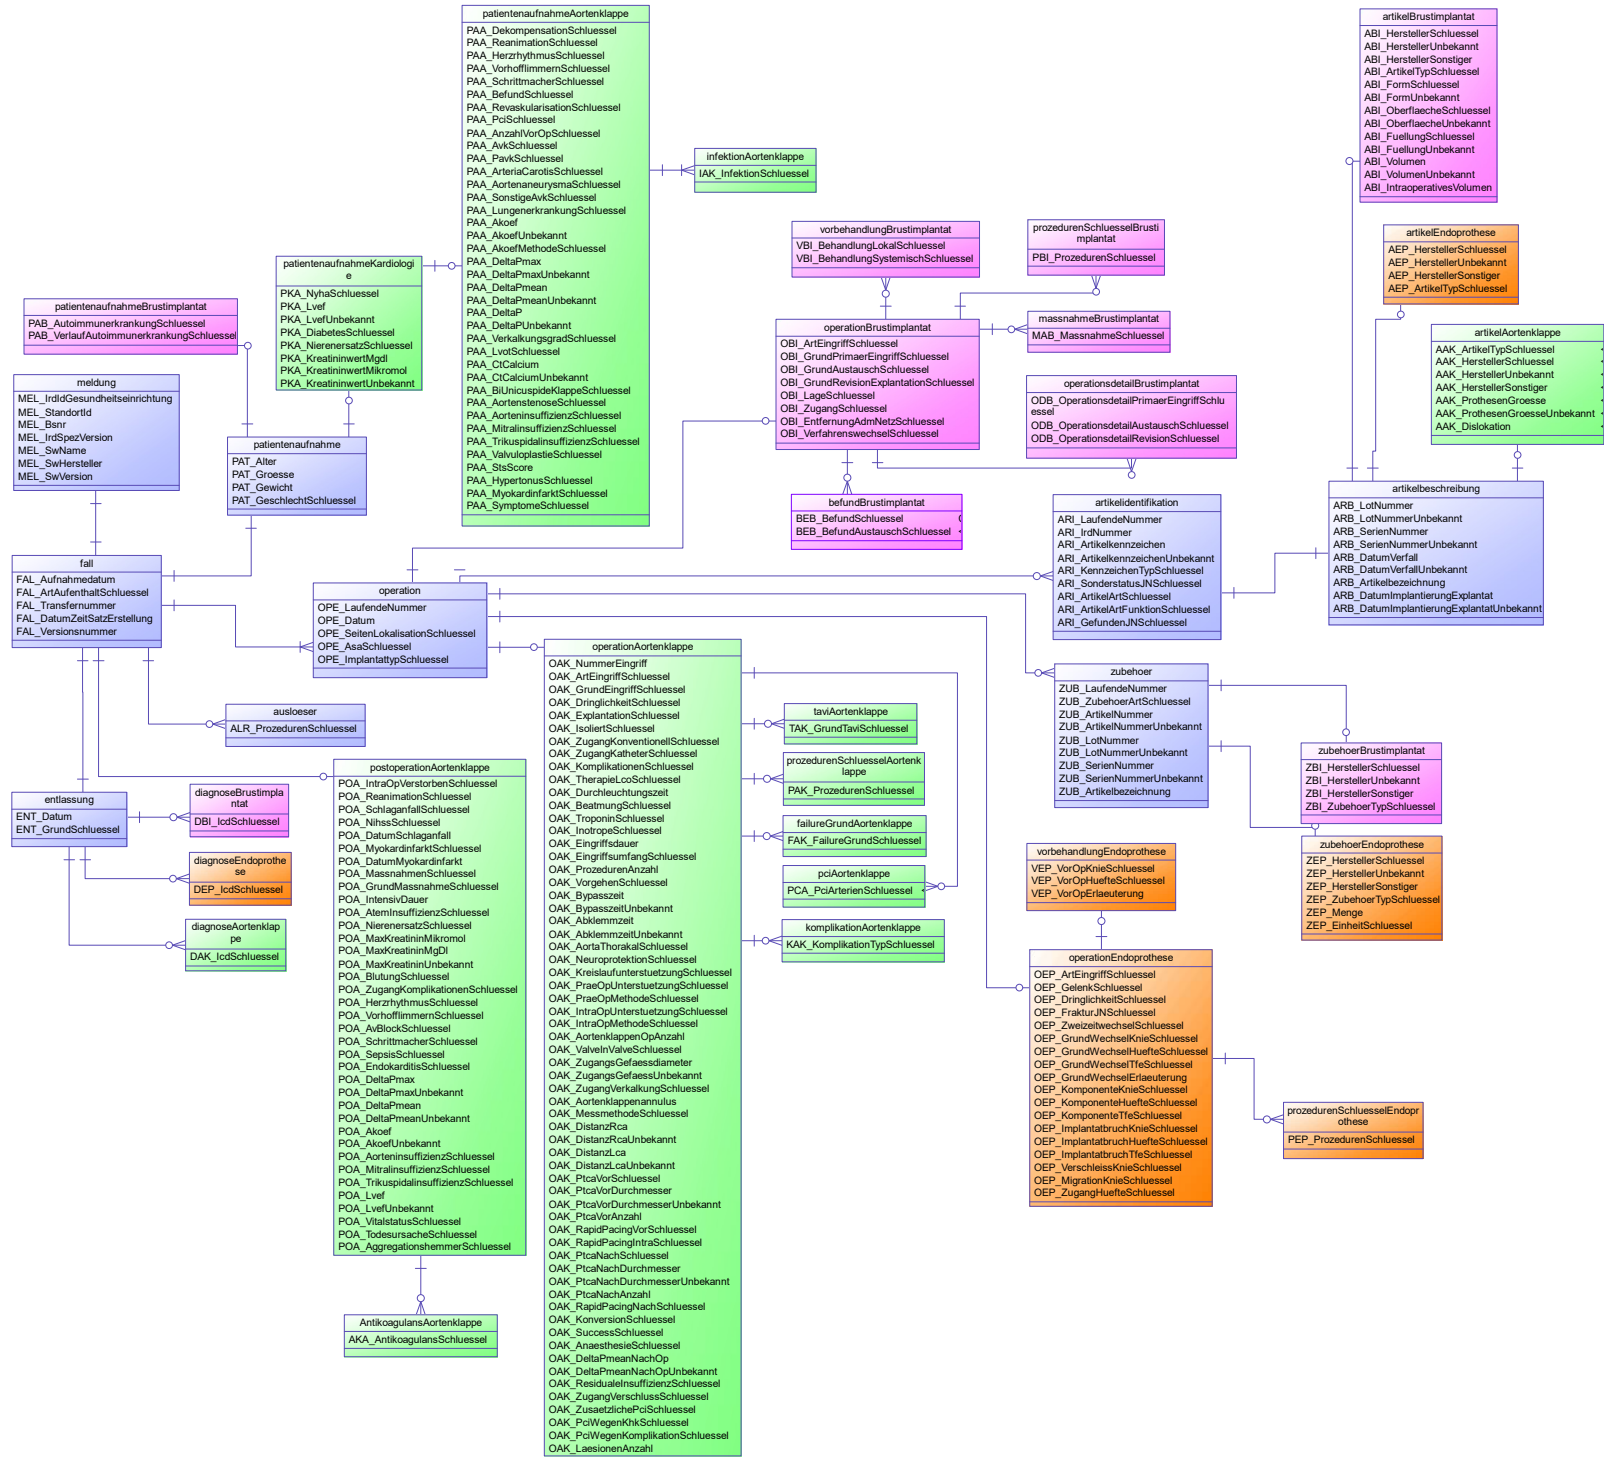 patientenaufnahmeAortenklappe
PAA_DekompensationSchluessel
PAA_ReanimationSchluessel
PAA_HerzrhythmusSchluessel
PAA_VorhofflimmernSchluessel
PAA_SchrittmacherSchluessel
PAA_BefundSchluessel
PAA_RevaskularisationSchluessel
PAA_PciSchluessel
PAA_AnzahlVorOpSchluessel
PAA_AvkSchluessel
PAA_PavkSchluessel
PAA_ArteriaCarotisSchluessel
PAA_AortenaneurysmaSchluessel
PAA_SonstigeAvkSchluessel
PAA_LungenerkrankungSchluessel
PAA_Akoef
PAA_AkoefUnbekannt
PAA_AkoefMethodeSchluessel
PAA_DeltaPmax
PAA_DeltaPmaxUnbekannt
PAA_DeltaPmean
PAA_DeltaPmeanUnbekannt
PAA_DeltaP
PAA_DeltaPUnbekannt
PAA_VerkalkungsgradSchluessel
PAA_LvotSchluessel
PAA_CtCalcium
PAA_CtCalciumUnbekannt
PAA_BiUnicuspideKlappeSchluessel
PAA_AortenstenoseSchluessel
PAA_AorteninsuffizienzSchluessel
PAA_MitralinsuffizienzSchluessel
PAA_TrikuspidalinsuffizienzSchluessel
PAA_ValvuloplastieSchluessel
PAA_StsScore
PAA_HypertonusSchluessel
PAA_MyokardinfarktSchluessel
PAA_SymptomeSchluessel
infektionAortenklappe
IAK_InfektionSchluessel
patientenaufnahmeKardiologi
e
PKA_NyhaSchluessel
PKA_Lvef
PKA_LvefUnbekannt
PKA_DiabetesSchluessel
PKA_NierenersatzSchluessel
PKA_KreatininwertMgdl
PKA_KreatininwertMikromol
PKA_KreatininwertUnbekannt
patientenaufnahmeBrustimplantat
PAB_AutoimmunerkrankungSchluessel
PAB_VerlaufAutoimmunerkrankungSchluessel
meldung
MEL_IrdIdGesundheitseinrichtung
MEL_StandortId
MEL_Bsnr
MEL_IrdSpezVersion
MEL_SwName
MEL_SwHersteller
MEL_SwVersion
patientenaufnahme
PAT_Alter
PAT_Groesse
PAT_Gewicht
PAT_GeschlechtSchluessel
fall
FAL_Aufnahmedatum
FAL_ArtAufenthaltSchluessel
FAL_Transfernummer
FAL_DatumZeitSatzErstellung
FAL_Versionsnummer
operation
OPE_LaufendeNummer
OPE_Datum
OPE_SeitenLokalisationSchluessel
OPE_AsaSchluessel
OPE_ImplantattypSchluessel
ausloeser
ALR_ProzedurenSchluessel
entlassung
ENT_Datum
ENT_GrundSchluessel
diagnoseBrustimpla
ntat
DBI_IcdSchluessel
diagnoseEndoprothe
se
DEP_IcdSchluessel
diagnoseAortenklap
pe
DAK_IcdSchluessel
postoperationAortenklappe
POA_IntraOpVerstorbenSchluessel
POA_ReanimationSchluessel
POA_SchlaganfallSchluessel
POA_NihssSchluessel
POA_DatumSchlaganfall
POA_MyokardinfarktSchluessel
POA_DatumMyokardinfarkt
POA_MassnahmenSchluessel
POA_GrundMassnahmeSchluessel
POA_IntensivDauer
POA_AtemInsuffizienzSchluessel
POA_NierenersatzSchluessel
POA_MaxKreatininMikromol
POA_MaxKreatininMgDl
POA_MaxKreatininUnbekannt
POA_BlutungSchluessel
POA_ZugangKomplikationenSchluessel
POA_HerzrhythmusSchluessel
POA_VorhofflimmernSchluessel
POA_AvBlockSchluessel
POA_SchrittmacherSchluessel
POA_SepsisSchluessel
POA_EndokarditisSchluessel
POA_DeltaPmax
POA_DeltaPmaxUnbekannt
POA_DeltaPmean
POA_DeltaPmeanUnbekannt
POA_Akoef
POA_AkoefUnbekannt
POA_AorteninsuffizienzSchluessel
POA_MitralinsuffizienzSchluessel
POA_TrikuspidalinsuffizienzSchluessel
POA_Lvef
POA_LvefUnbekannt
POA_VitalstatusSchluessel
POA_TodesursacheSchluessel
POA_AggregationshemmerSchluessel
AntikoagulansAortenklappe
AKA_AntikoagulansSchluessel
operationAortenklappe
OAK_NummerEingriff
OAK_ArtEingriffSchluessel
OAK_GrundEingriffSchluessel
OAK_DringlichkeitSchluessel
OAK_ExplantationSchluessel
OAK_IsoliertSchluessel
OAK_ZugangKonventionellSchluessel
OAK_ZugangKatheterSchluessel
OAK_KomplikationenSchluessel
OAK_TherapieLcoSchluessel
OAK_Durchleuchtungszeit
OAK_BeatmungSchluessel
OAK_TroponinSchluessel
OAK_InotropeSchluessel
OAK_Eingriffsdauer
OAK_EingriffsumfangSchluessel
OAK_ProzedurenAnzahl
OAK_VorgehenSchluessel
OAK_Bypasszeit
OAK_BypasszeitUnbekannt
OAK_Abklemmzeit
OAK_AbklemmzeitUnbekannt
OAK_AortaThorakalSchluessel
OAK_NeuroprotektionSchluessel
OAK_KreislaufunterstuetzungSchluessel
OAK_PraeOpUnterstuetzungSchluessel
OAK_PraeOpMethodeSchluessel
OAK_IntraOpUnterstuetzungSchluessel
OAK_IntraOpMethodeSchluessel
OAK_AortenklappenOpAnzahl
OAK_ValveInValveSchluessel
OAK_ZugangsGefaessdiameter
OAK_ZugangsGefaessUnbekannt
OAK_ZugangVerkalkungSchluessel
OAK_Aortenklappenannulus
OAK_MessmethodeSchluessel
OAK_DistanzRca
OAK_DistanzRcaUnbekannt
OAK_DistanzLca
OAK_DistanzLcaUnbekannt
OAK_PtcaVorSchluessel
OAK_PtcaVorDurchmesser
OAK_PtcaVorDurchmesserUnbekannt
OAK_PtcaVorAnzahl
OAK_RapidPacingVorSchluessel
OAK_RapidPacingIntraSchluessel
OAK_PtcaNachSchluessel
OAK_PtcaNachDurchmesser
OAK_PtcaNachDurchmesserUnbekannt
OAK_PtcaNachAnzahl
OAK_RapidPacingNachSchluessel
OAK_KonversionSchluessel
OAK_SuccessSchluessel
OAK_AnaesthesieSchluessel
OAK_DeltaPmeanNachOp
OAK_DeltaPmeanNachOpUnbekannt
OAK_ResidualeInsuffizienzSchluessel
OAK_ZugangVerschlussSchluessel
OAK_ZusaetzlichePciSchluessel
OAK_PciWegenKhkSchluessel
OAK_PciWegenKomplikationSchluessel
OAK_LaesionenAnzahl
taviAortenklappe
TAK_GrundTaviSchluessel
prozedurenSchluesselAortenk
lappe
PAK_ProzedurenSchluessel
failureGrundAortenklappe
FAK_FailureGrundSchluessel
pciAortenklappe
PCA_PciArterienSchluessel
komplikationAortenklappe
KAK_KomplikationTypSchluessel
vorbehandlungBrustimplantat
VBI_BehandlungLokalSchluessel
VBI_BehandlungSystemischSchluessel
prozedurenSchluesselBrusti
mplantat
PBI_ProzedurenSchluessel
massnahmeBrustimplantat
MAB_MassnahmeSchluessel
operationBrustimplantat
OBI_ArtEingriffSchluessel
OBI_GrundPrimaerEingriffSchluessel
OBI_GrundAustauschSchluessel
OBI_GrundRevisionExplantationSchluessel
OBI_LageSchluessel
OBI_ZugangSchluessel
OBI_EntfernungAdmNetzSchluessel
OBI_VerfahrenswechselSchluessel
operationsdetailBrustimplantat
ODB_OperationsdetailPrimaerEingriffSchlu
essel
ODB_OperationsdetailAustauschSchluessel
ODB_OperationsdetailRevisionSchluessel
befundBrustimplantat
BEB_BefundSchluessel
BEB_BefundAustauschSchluessel
artikelidentifikation
ARI_LaufendeNummer
ARI_IrdNummer
ARI_Artikelkennzeichen
ARI_ArtikelkennzeichenUnbekannt
ARI_KennzeichenTypSchluessel
ARI_SonderstatusJNSchluessel
ARI_ArtikelArtSchluessel
ARI_ArtikelArtFunktionSchluessel
ARI_GefundenJNSchluessel
artikelBrustimplantat
ABI_HerstellerSchluessel
ABI_HerstellerUnbekannt
ABI_HerstellerSonstiger
ABI_ArtikelTypSchluessel
ABI_FormSchluessel
ABI_FormUnbekannt
ABI_OberflaecheSchluessel
ABI_OberflaecheUnbekannt
ABI_FuellungSchluessel
ABI_FuellungUnbekannt
ABI_Volumen
ABI_VolumenUnbekannt
ABI_IntraoperativesVolumen
artikelEndoprothese
AEP_HerstellerSchluessel
AEP_HerstellerUnbekannt
AEP_HerstellerSonstiger
AEP_ArtikelTypSchluessel
artikelAortenklappe
AAK_ArtikelTypSchluessel
AAK_HerstellerSchluessel
AAK_HerstellerUnbekannt
AAK_HerstellerSonstiger
AAK_ProthesenGroesse
AAK_ProthesenGroesseUnbekannt
AAK_Dislokation
artikelbeschreibung
ARB_LotNummer
ARB_LotNummerUnbekannt
ARB_SerienNummer
ARB_SerienNummerUnbekannt
ARB_DatumVerfall
ARB_DatumVerfallUnbekannt
ARB_Artikelbezeichnung
ARB_DatumImplantierungExplantat
ARB_DatumImplantierungExplantatUnbekannt
zubehoer
ZUB_LaufendeNummer
ZUB_ZubehoerArtSchluessel
ZUB_ArtikelNummer
ZUB_ArtikelNummerUnbekannt
ZUB_LotNummer
ZUB_LotNummerUnbekannt
ZUB_SerienNummer
ZUB_SerienNummerUnbekannt
ZUB_Artikelbezeichnung
zubehoerBrustimplantat
ZBI_HerstellerSchluessel
ZBI_HerstellerUnbekannt
ZBI_HerstellerSonstiger
ZBI_ZubehoerTypSchluessel
zubehoerEndoprothese
ZEP_HerstellerSchluessel
ZEP_HerstellerUnbekannt
ZEP_HerstellerSonstiger
ZEP_ZubehoerTypSchluessel
ZEP_Menge
ZEP_EinheitSchluessel
vorbehandlungEndoprothese
VEP_VorOpKnieSchluessel
VEP_VorOpHuefteSchluessel
VEP_VorOpErlaeuterung
operationEndoprothese
OEP_ArtEingriffSchluessel
OEP_GelenkSchluessel
OEP_DringlichkeitSchluessel
OEP_FrakturJNSchluessel
OEP_ZweizeitwechselSchluessel
OEP_GrundWechselKnieSchluessel
OEP_GrundWechselHuefteSchluessel
OEP_GrundWechselTfeSchluessel
OEP_GrundWechselErlaeuterung
OEP_KomponenteKnieSchluessel
OEP_KomponenteHuefteSchluessel
OEP_KomponenteTfeSchluessel
OEP_ImplantatbruchKnieSchluessel
OEP_ImplantatbruchHuefteSchluessel
OEP_ImplantatbruchTfeSchluessel
OEP_VerschleissKnieSchluessel
OEP_MigrationKnieSchluessel
OEP_ZugangHuefteSchluessel
prozedurenSchluesselEndopr
othese
PEP_ProzedurenSchluessel